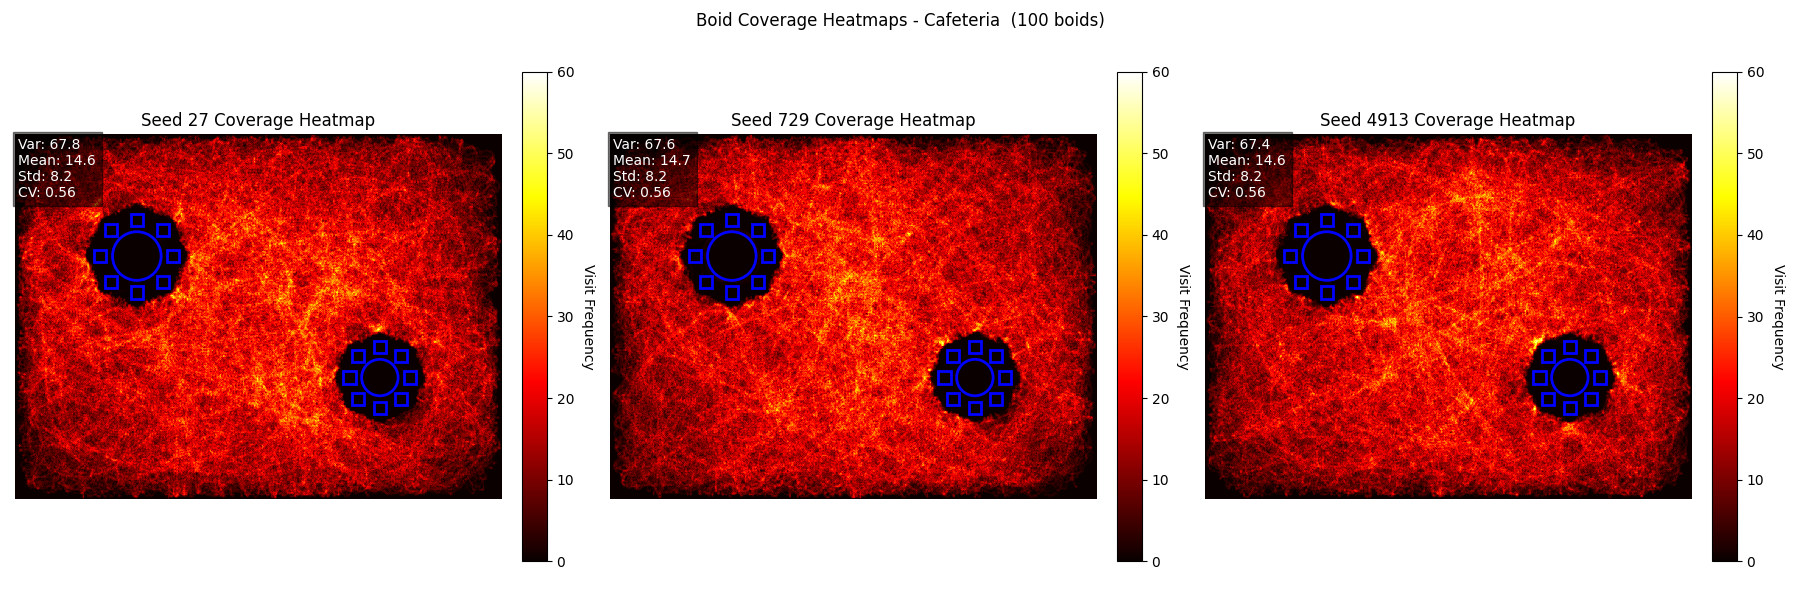 Boid Coverage Heatmaps - Cafeteria  (100 boids)
Seed 27 Coverage Heatmap
Var: 67.8
Mean: 14.6
Std: 8.2
CV: 0.56
60
50
40
30
20
10
0
Visit Frequency
Seed 729 Coverage Heatmap
Var: 67.6
Mean: 14.7
Std: 8.2
CV: 0.56
60
50
40
30
20
10
0
Visit Frequency
Seed 4913 Coverage Heatmap
Var: 67.4
Mean: 14.6
Std: 8.2
CV: 0.56
60
50
40
30
20
10
0
Visit Frequency